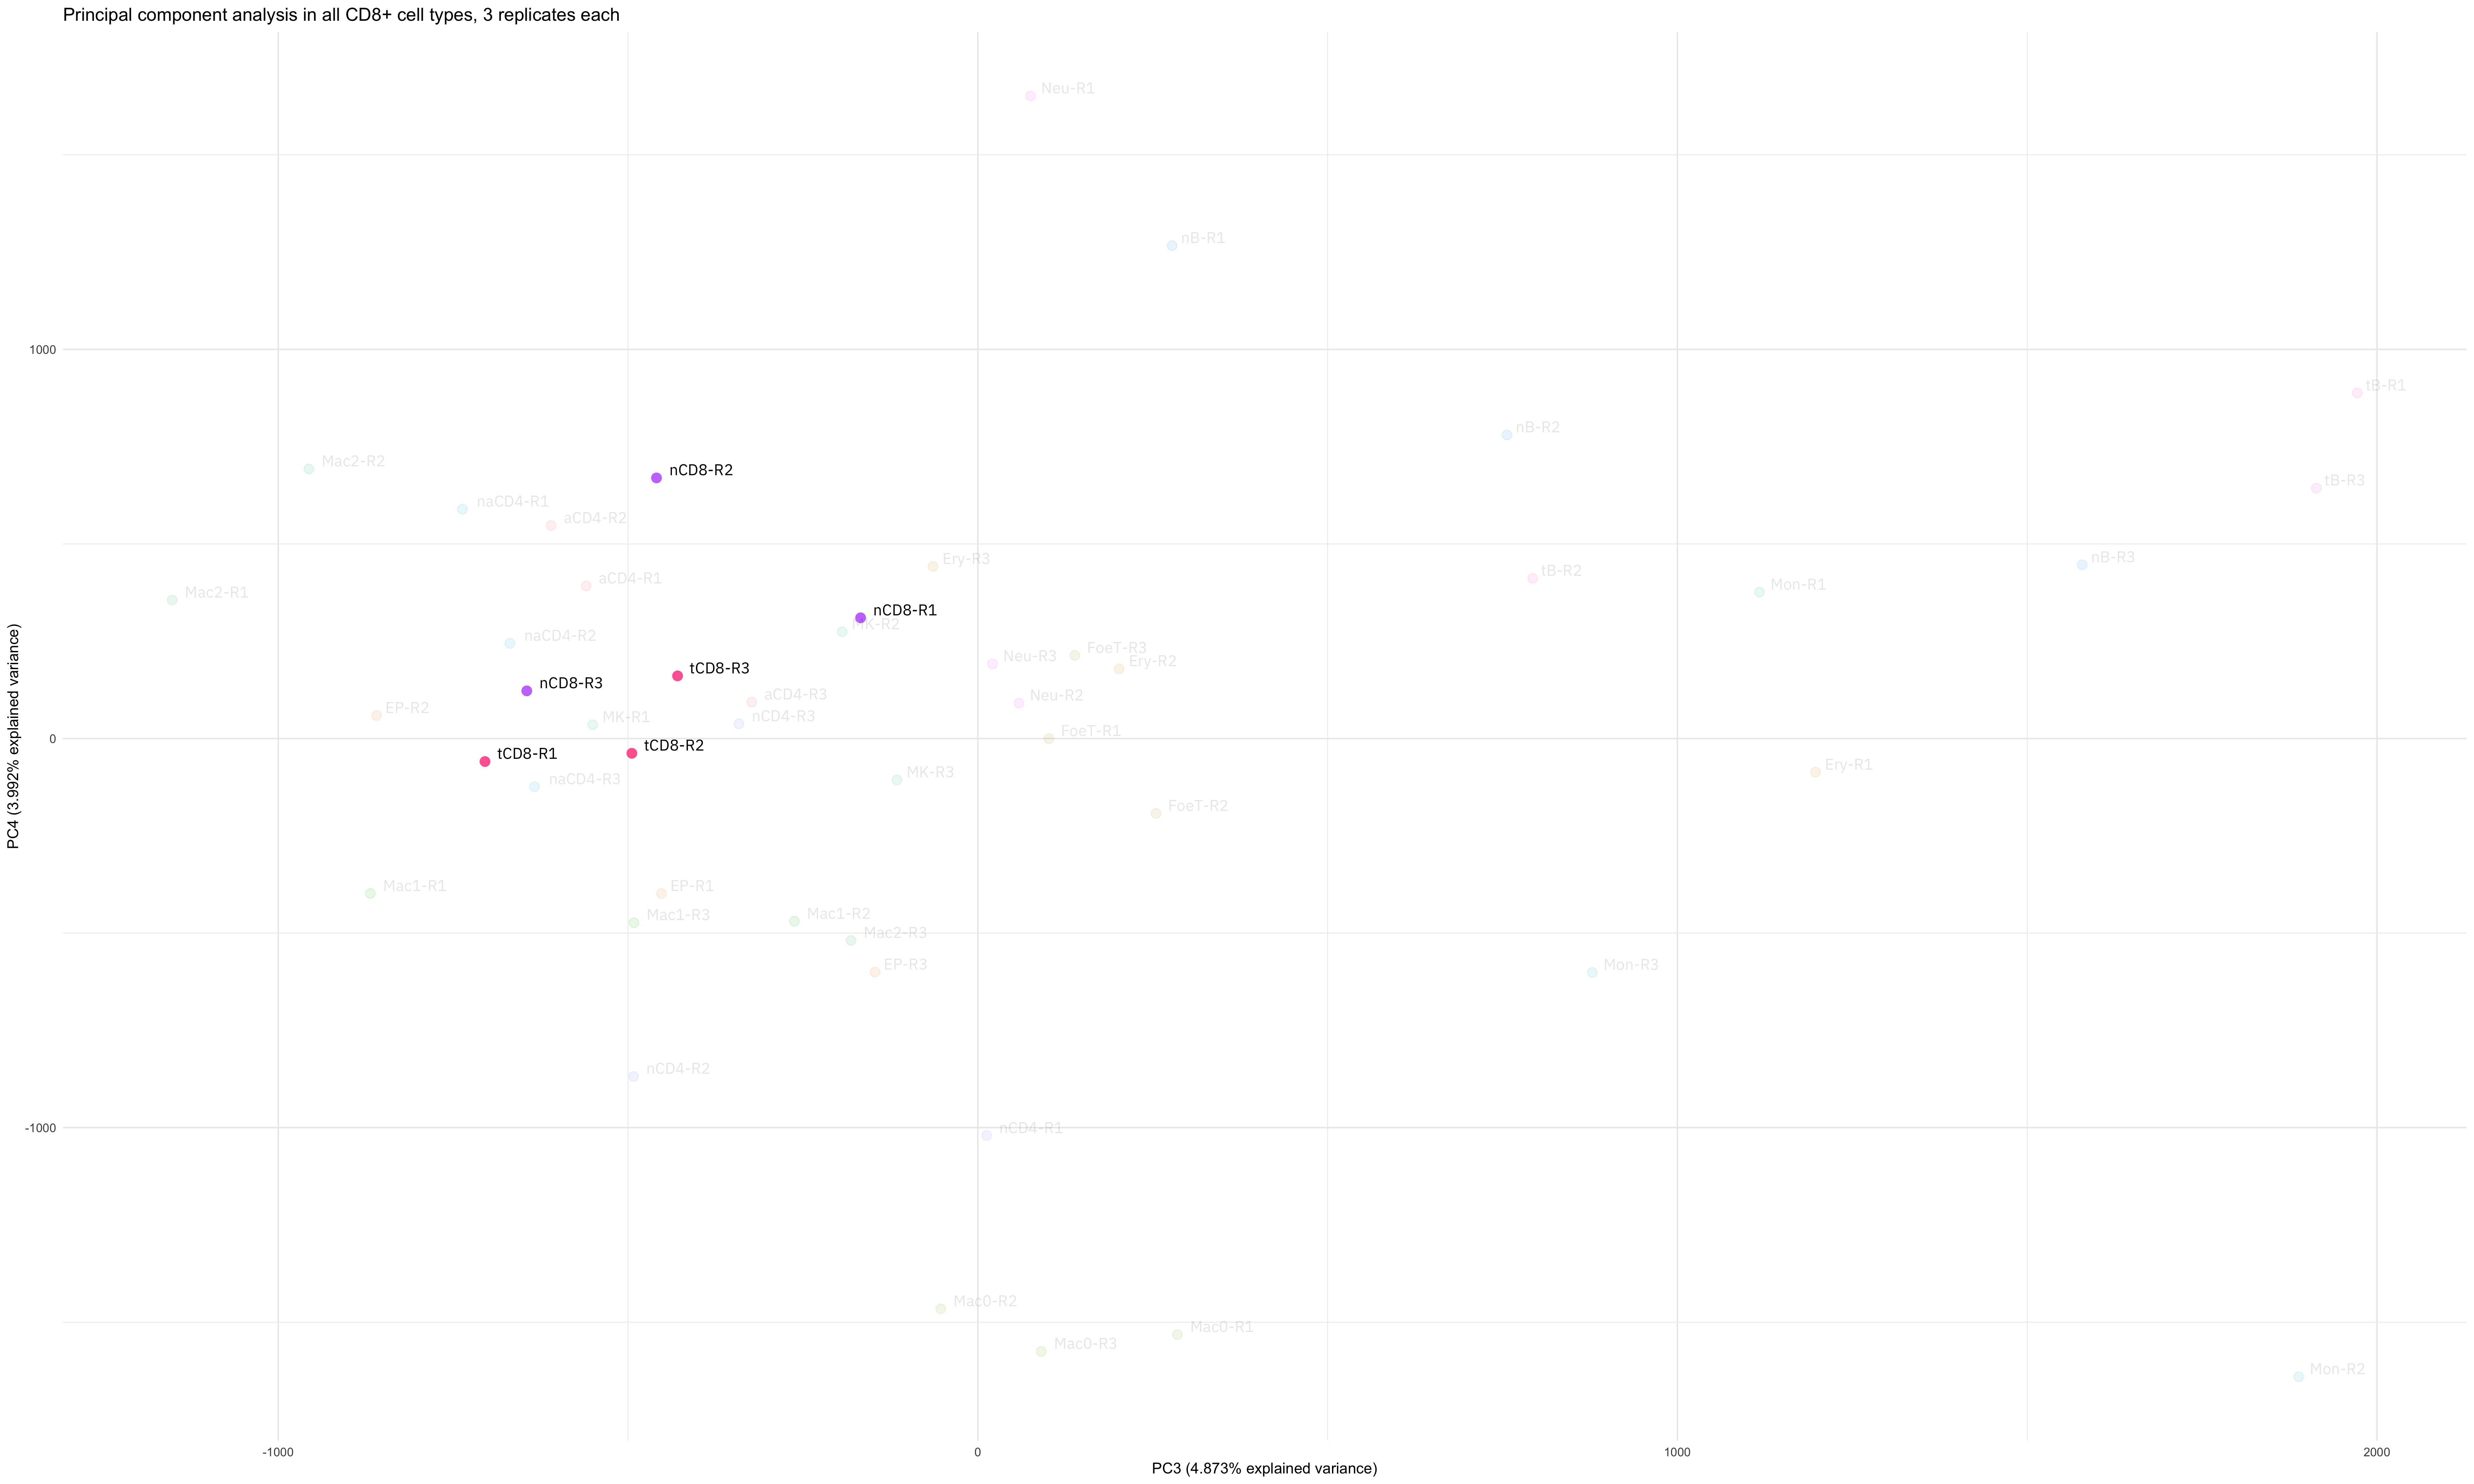 Principal component analysis in all CD8+ cell types, 3 replicates each
Neu-R1
nB-R1
1000
tB-R1
nB-R2
Mac2-R2
nCD8-R2
tB-R3
naCD4-R1
aCD4-R2
Ery-R3
nB-R3
tB-R2
aCD4-R1
Mon-R1
Mac2-R1
nCD8-R1
MK-R2
naCD4-R2
FoeT-R3
Neu-R3
Ery-R2
tCD8-R3
nCD8-R3
aCD4-R3
Neu-R2
EP-R2
MK-R1
nCD4-R3
FoeT-R1
0
tCD8-R2
tCD8-R1
Ery-R1
MK-R3
naCD4-R3
FoeT-R2
PC4 (3.992% explained variance)
Mac1-R1
EP-R1
Mac1-R3
Mac1-R2
Mac2-R3
EP-R3
Mon-R3
nCD4-R2
-1000
nCD4-R1
Mac0-R2
Mac0-R1
Mac0-R3
Mon-R2
-1000
0
1000
2000
PC3 (4.873% explained variance)